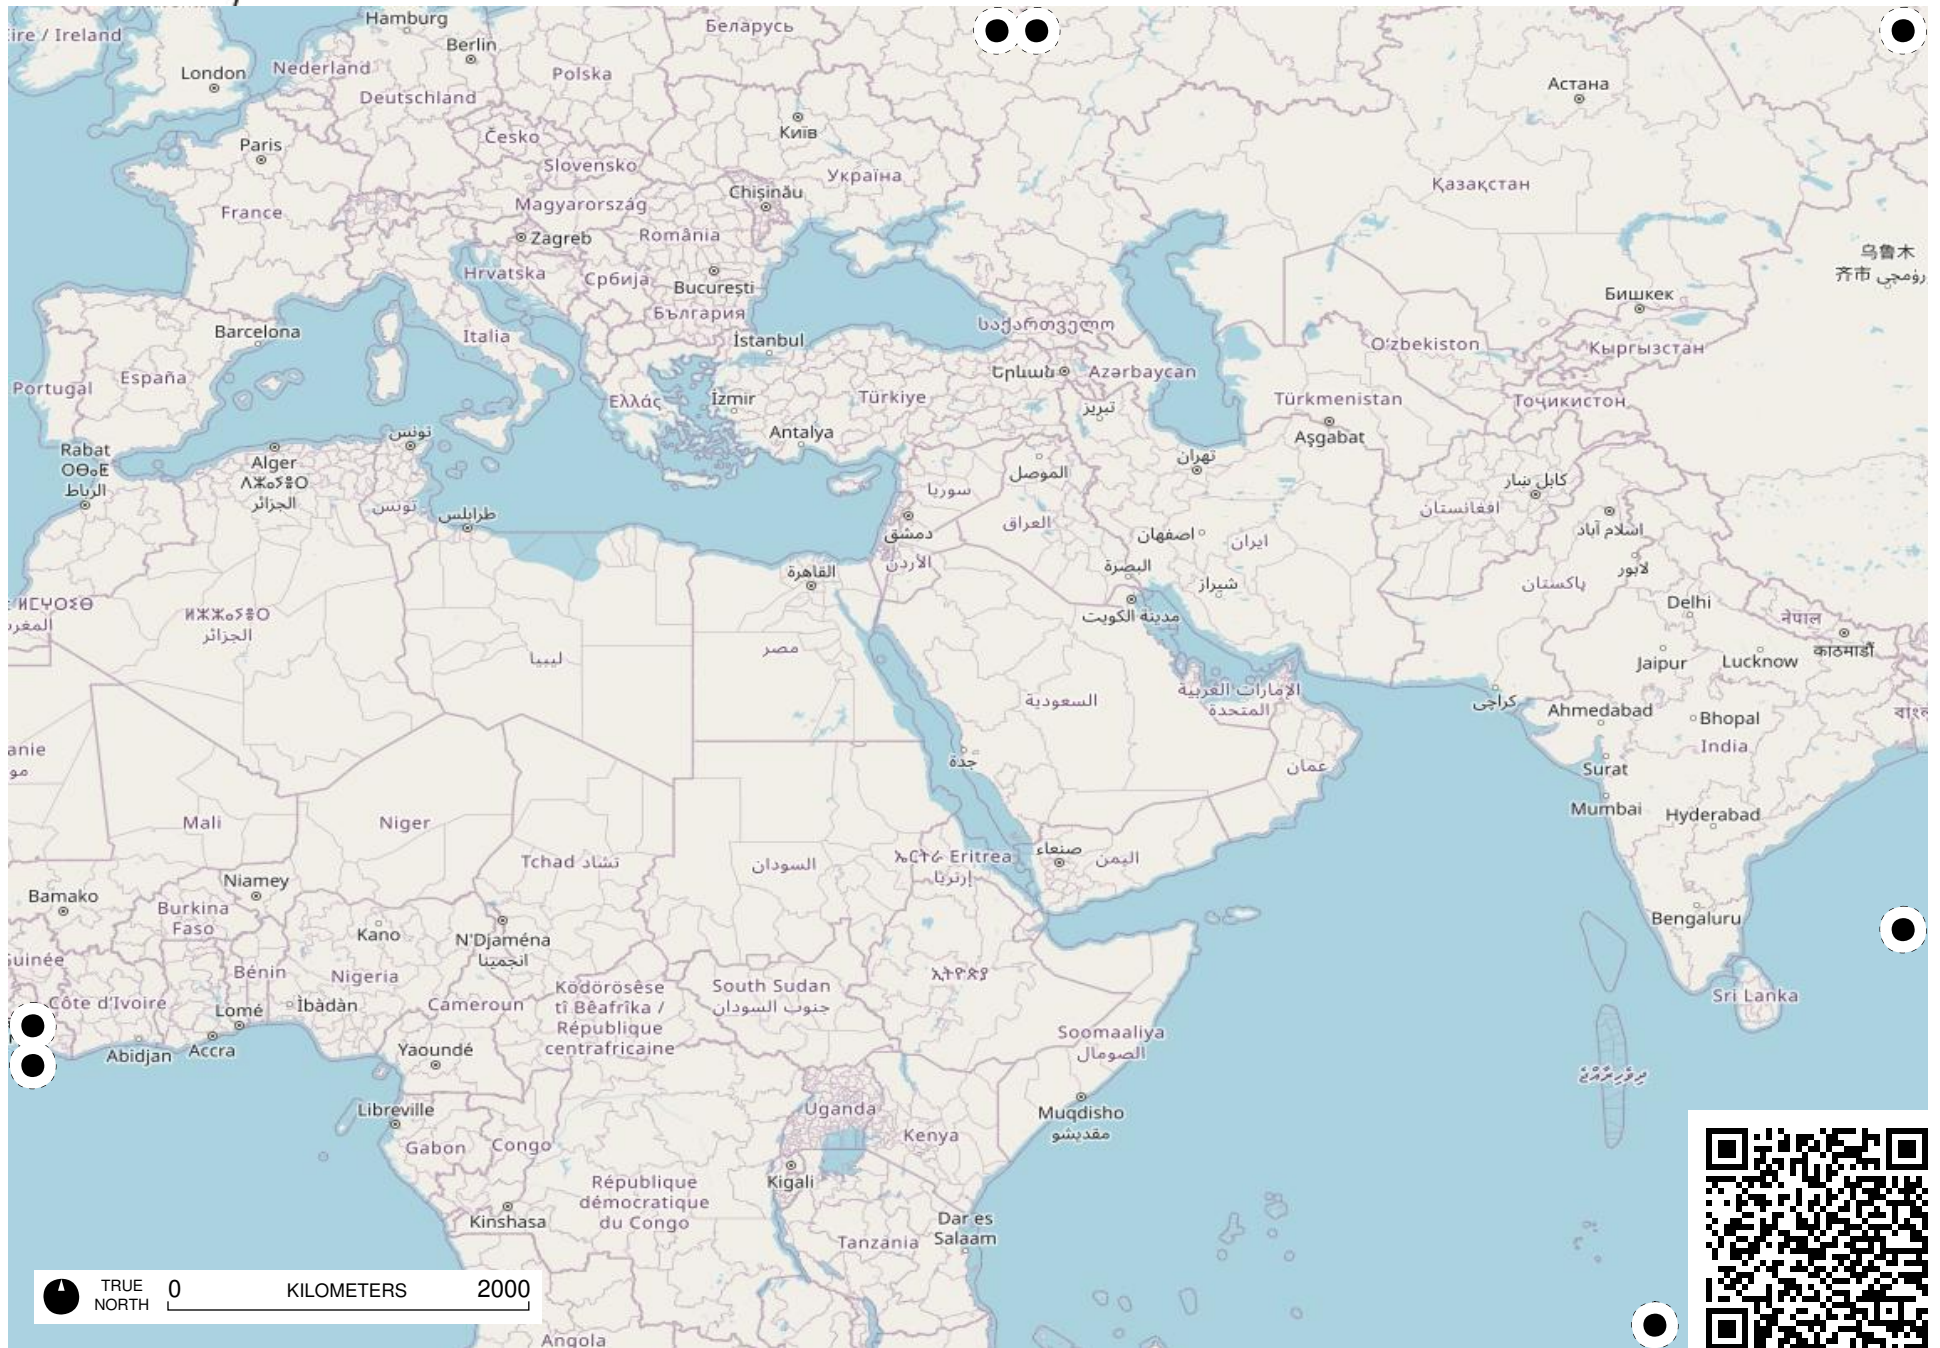 Hamburg
Беларусь
Éire / Ireland
Berlin
London
Nederland
Polska
Астана
Deutschland
Київ
Česko
Paris
Slovensko
Україна
Қазақстан
Chișinău
Magyarország
France
Zagreb
România
乌鲁木
齐市
Hrvatska
Србија
București
Бишкек
България
Barcelona
Italia
İstanbul
საქართველო
O'zbekiston
Кыргызстан
Portugal
España
Ελλάς
İzmir
Türkiye
Երևան
Azərbaycan
Türkmenistan
Тоҷикистон
تبریز
تونس
Antalya
Aşgabat
Rabat
ⵔⴱⴰⵟ
الرباط
Alger
ⴷⵣⴰⵢⴻⵔ
الجزائر
تونس
طرابلس
سوريا
الموصل
تهران
کابل ښار
افغانستان
دمشق
العراق
اصفهان
ایران
اسلام آباد
الأردن
القاهرة
البصرة
شیراز
پاکستان
لاہور
مدينة الكويت
Delhi
नेपाल
काठमाडौँ
الجزائر
ليبيا
مصر
السعودية
الإمارات العربية
المتحدة
Jaipur
Lucknow
كراچى
Ahmedabad
Bhopal
India
جدة
عمان
Surat
Mumbai
Hyderabad
Mali
Niger
Tchad تشاد
السودان
ኤርትራ Eritrea
إرتريا
صنعاء
اليمن
Bamako
Niamey
Burkina
Faso
Kano
N'Djaména
انجمينا
Bengaluru
Bénin
Nigeria
ኢትዮጵያ
Côte d'Ivoire
Lomé
Ìbàdàn
Cameroun
Ködörösêse
tî Bêafrîka /
République
centrafricaine
South Sudan
جنوب السودان
Sri Lanka
Abidjan
Accra
Yaoundé
Soomaaliya
الصومال
ދިވެހިރާއްޖެ
Libreville
Uganda
Muqdisho
مقديشو
Gabon
Congo
Kenya
République
démocratique
du Congo
Kigali
Kinshasa
Tanzania
Dar es
Salaam
TRUE
NORTH
0 KILOMETERS 2000
Angola